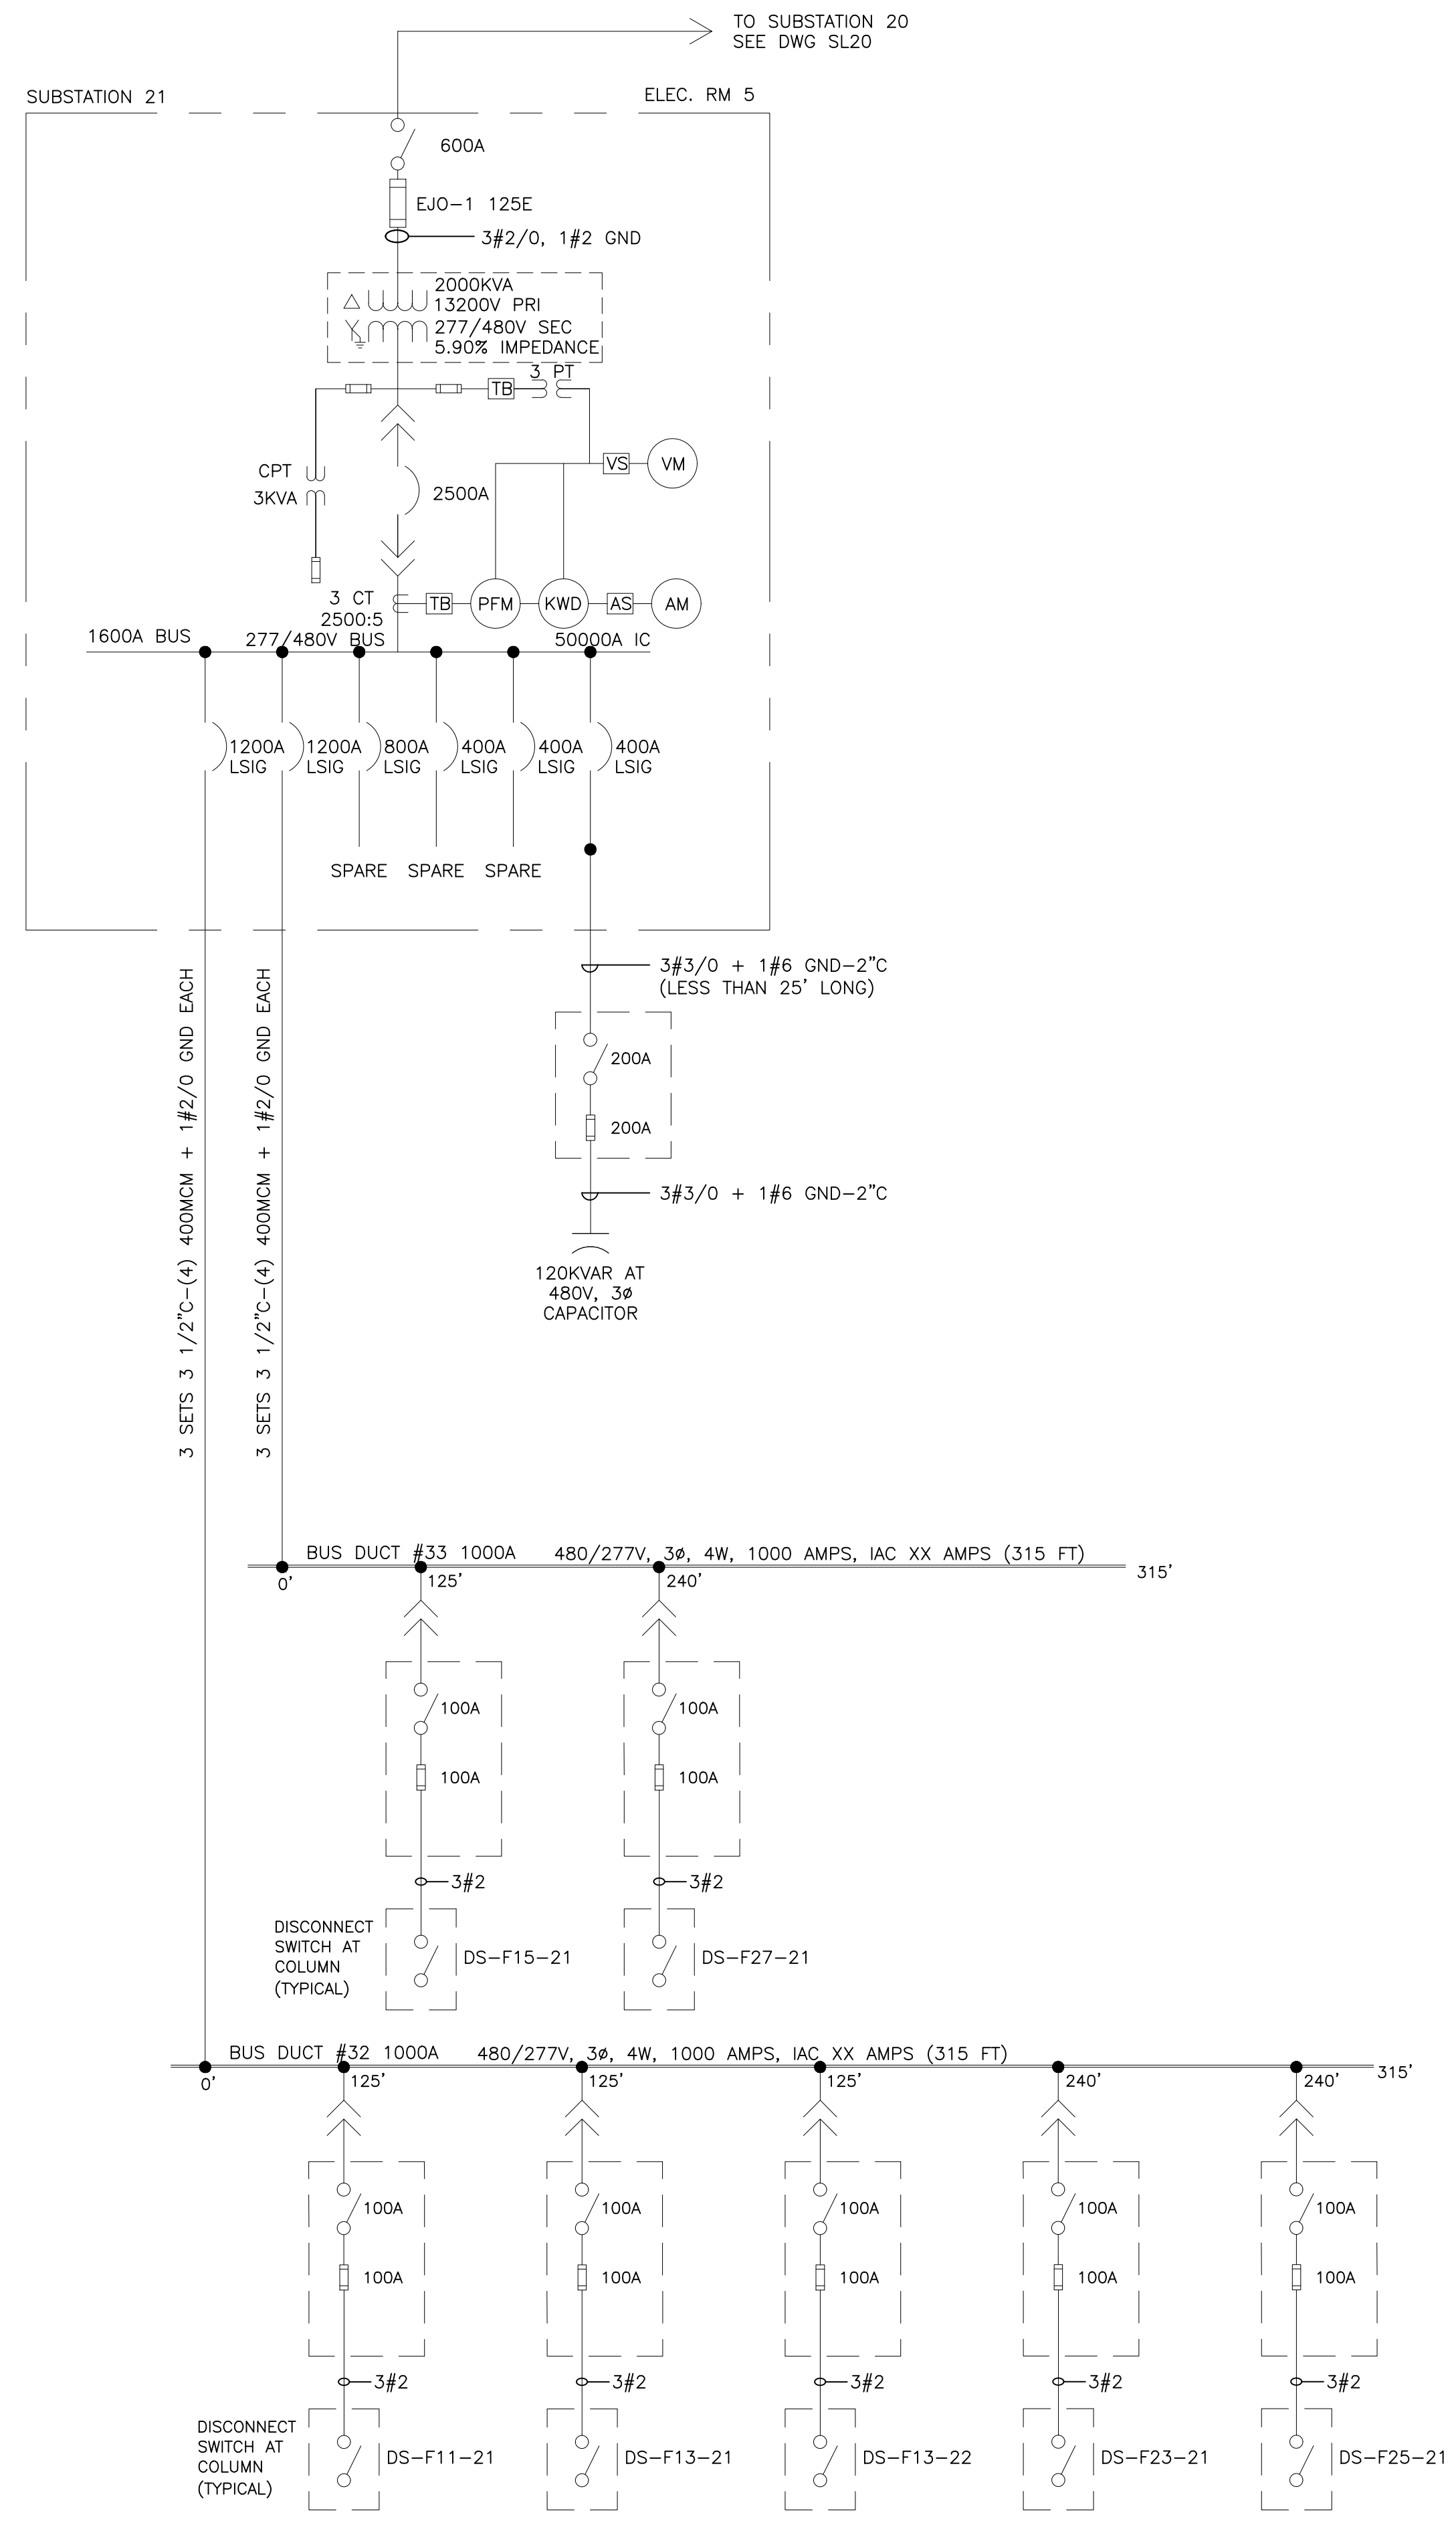 TO SUBSTATION 20
SEE DWG SL20
SUBSTATION 21
ELEC. RM 5
600A
EJO-1 125E
3#2/0, 1#2 GND
2000KVA
13200V PRI
277/480V SEC
5.90% IMPEDANCE
3 PT
TB
VS
VM
CPT
3KVA
2500A
3 CT
2500:5
TB
PFM
KWD
AS
AM
1600A BUS
277/480V BUS
50000A IC
1200A
LSIG
1200A
LSIG
800A
LSIG
400A
LSIG
400A
LSIG
400A
LSIG
SPARE
SPARE
SPARE
3 SETS 3 1/2"C-(4) 400MCM + 1#2/0 GND EACH
3 SETS 3 1/2"C-(4) 400MCM + 1#2/0 GND EACH
3#3/0 + 1#6 GND-2"C
(LESS THAN 25' LONG)
200A
200A
3#3/0 + 1#6 GND-2"C
120KVAR AT
480V, 3ø
CAPACITOR
BUS DUCT #33 1000A
480/277V, 3ø, 4W, 1000 AMPS, IAC XX AMPS (315 FT)
315'
0'
125'
240'
100A
100A
100A
100A
3#2
3#2
DISCONNECT
SWITCH AT
COLUMN
(TYPICAL)
DS-F15-21
DS-F27-21
BUS DUCT #32 1000A
480/277V, 3ø, 4W, 1000 AMPS, IAC XX AMPS (315 FT)
315'
0'
125'
125'
125'
240'
240'
100A
100A
100A
100A
100A
100A
100A
100A
100A
100A
3#2
3#2
3#2
3#2
3#2
DISCONNECT
SWITCH AT
COLUMN
(TYPICAL)
DS-F11-21
DS-F13-21
DS-F13-22
DS-F23-21
DS-F25-21